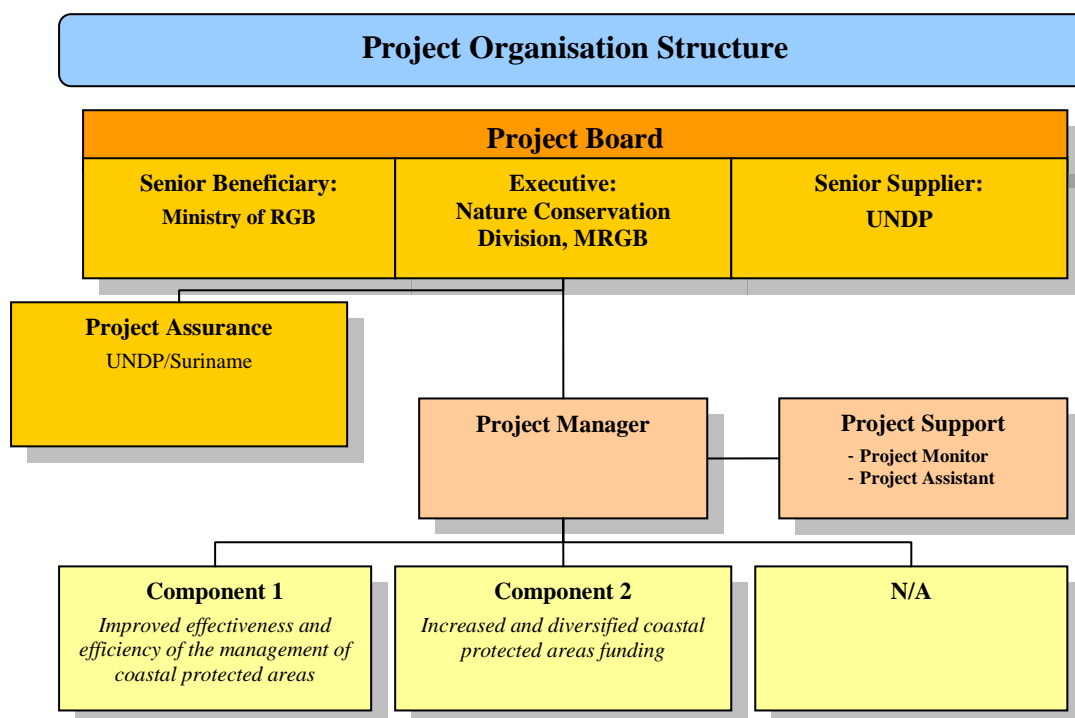 Project Organisation Structure
Project Board
Senior Beneficiary:
Ministry of RGB
Executive:
Nature Conservation
Division, MRGB
Senior Supplier:
UNDP
Project Assurance
UNDP/Suriname
Project Manager
Project Support
- Project Monitor
- Project Assistant
Component 1
Improved effectiveness and
efficiency of the management of
coastal protected areas
Component 2
Increased and diversified coastal
protected areas funding
N/A